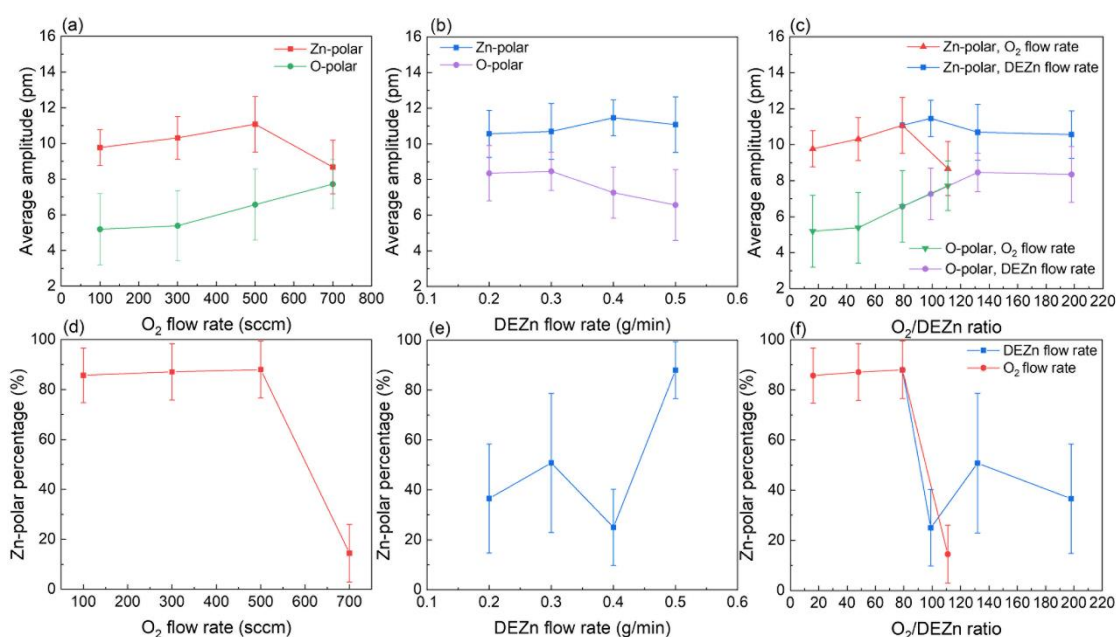 (a)
Zn-polar
O-polar
Average amplitude (pm)
16
14
12
10
8
6
4
2
0 100 200 300 400 500 600 700 800
O₂ flow rate (sccm)
(b)
Zn-polar
O-polar
Average amplitude (pm)
16
14
12
10
8
6
4
2
0.1 0.2 0.3 0.4 0.5 0.6
DEZn flow rate (g/min)
(c)
Zn-polar, O₂ flow rate
Zn-polar, DEZn flow rate
O-polar, O₂ flow rate
O-polar, DEZn flow rate
Average amplitude (pm)
16
14
12
10
8
6
4
2
0 20 40 60 80 100 120 140 160 180 200 220
O₂/DEZn ratio
(d)
Zn-polar percentage (%)
100
80
60
40
20
0
100 200 300 400 500 600 700
O₂ flow rate (sccm)
(e)
Zn-polar percentage (%)
100
80
60
40
20
0
0.1 0.2 0.3 0.4 0.5 0.6
DEZn flow rate (g/min)
(f)
DEZn flow rate
O₂ flow rate
Zn-polar percentage (%)
100
80
60
40
20
0
0 20 40 60 80 100 120 140 160 180 200 220
O₂/DEZn ratio